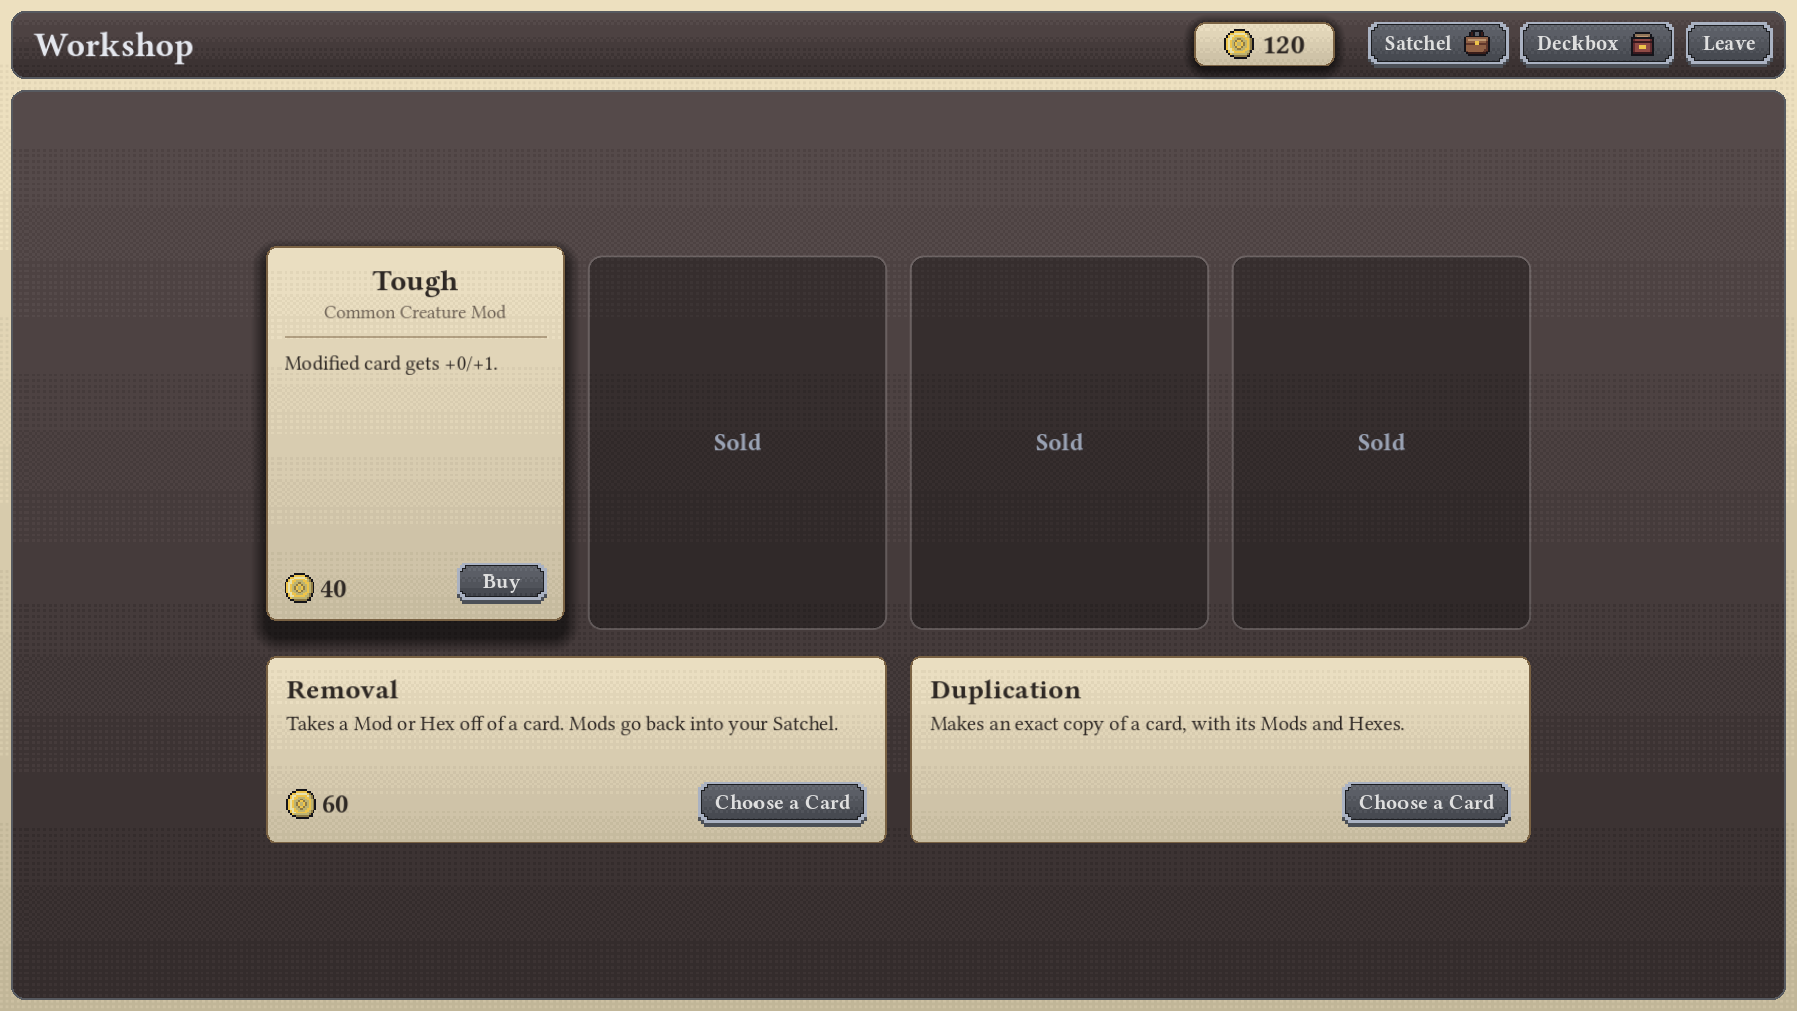 Workshop
120
Satchel
Deckbox
Leave
Tough
Common Creature Mod
Modified card gets +0/+1.
40
Buy
Sold
Sold
Sold
Removal
Takes a Mod or Hex off of a card. Mods go back into your Satchel.
60
Choose a Card
Duplication
Makes an exact copy of a card, with its Mods and Hexes.
Choose a Card